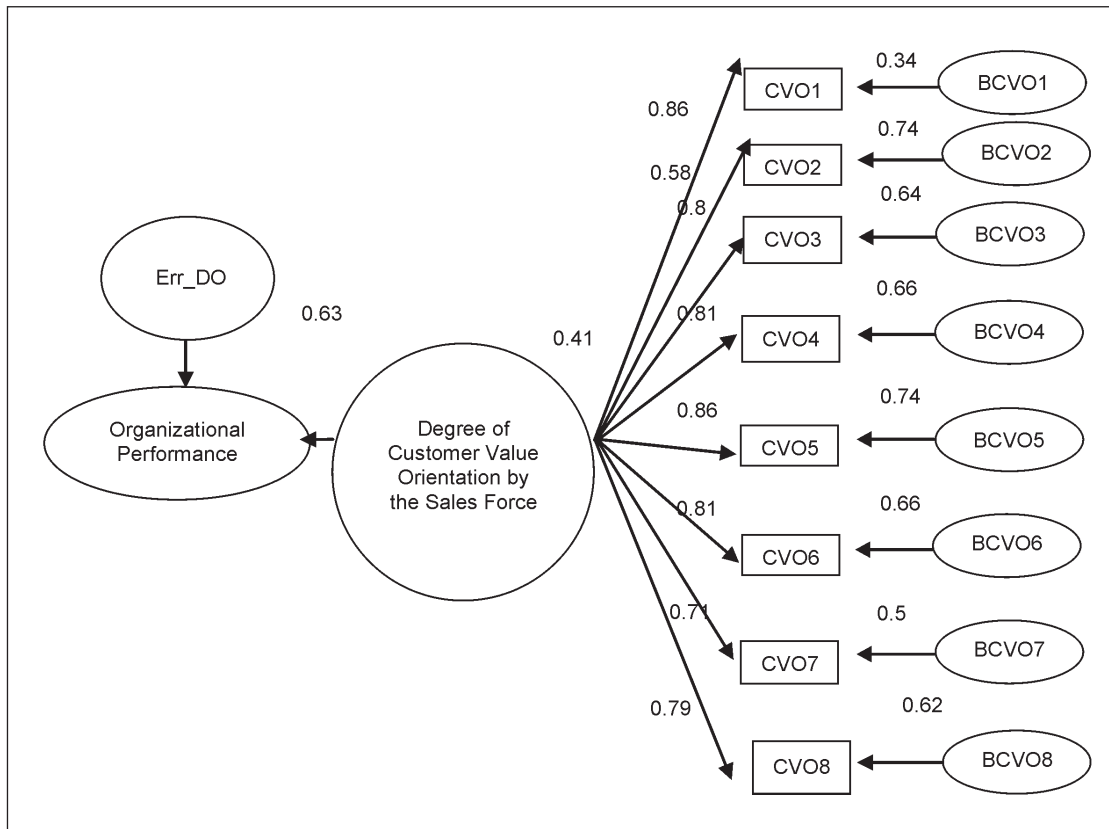 0.34
CVO1
BCVO1
0.86
0.74
CVO2
BCVO2
0.58
0.8
0.64
CVO3
BCVO3
Err_DO
0.63
0.41
0.81
0.66
CVO4
BCVO4
Organizational
Performance
Degree of
Customer Value
Orientation by
the Sales Force
0.86
0.74
CVO5
BCVO5
0.81
0.66
CVO6
BCVO6
0.71
0.5
CVO7
BCVO7
0.79
0.62
CVO8
BCVO8